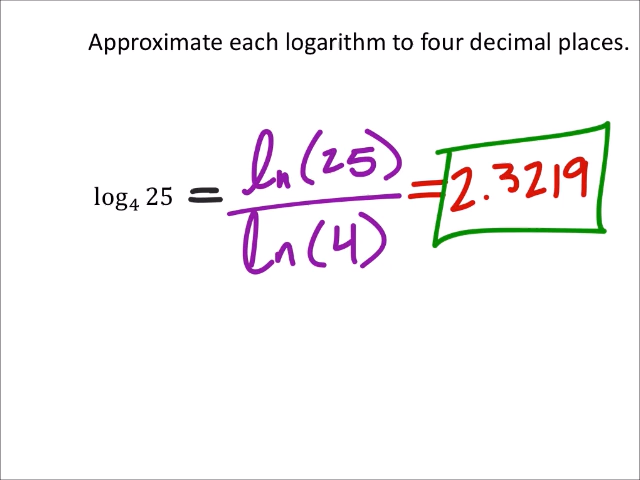 Approximate each logarithm to four decimal places.
log₄ 25 = ln(25)/ln(4) = 2.3219